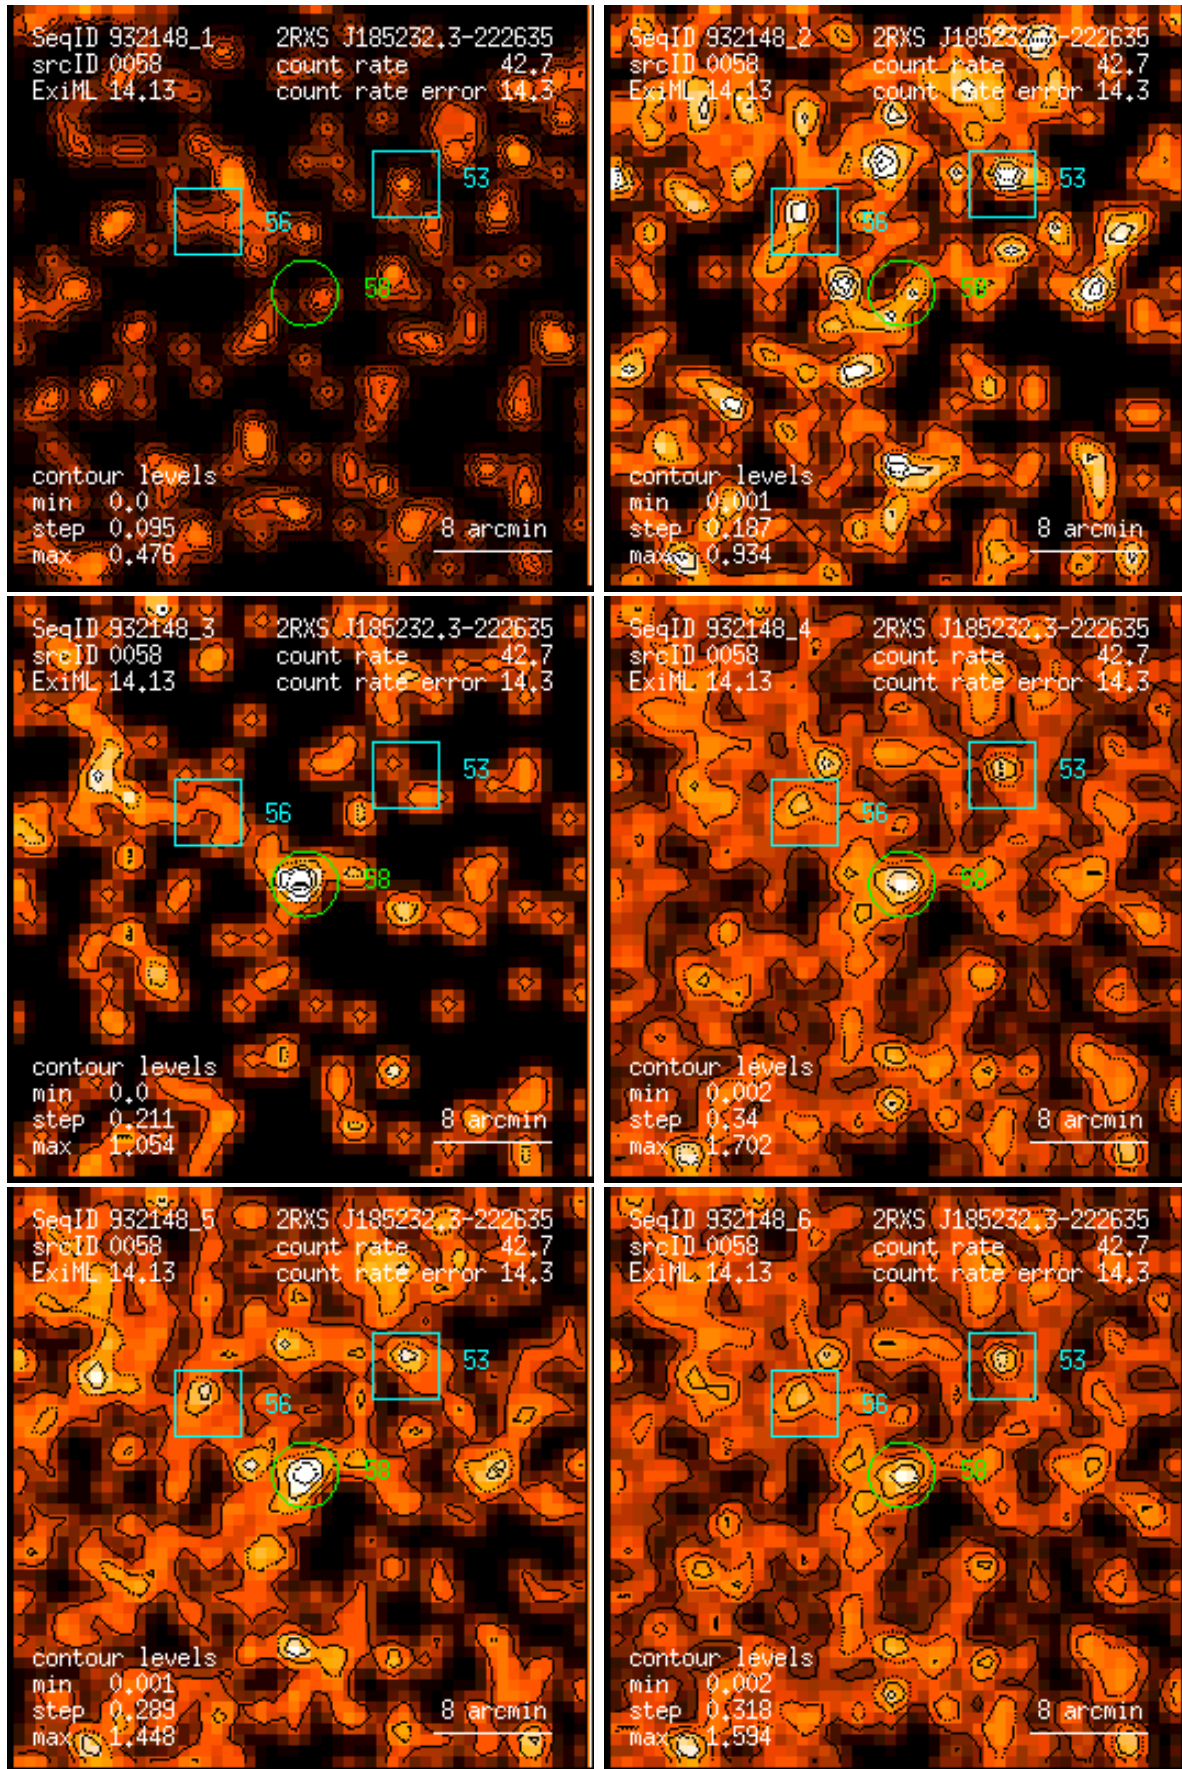 SeqID 932148_1 2RXS J185232.3-222635
srcID 0058 count rate 42.7
ExiML 14.13 count rate error 14.3
53
56
58
contour levels
min 0.0
step 0.095
max 0.476
8 arcmin
SeqID 932148_2 2RXS J185232.3-222635
srcID 0058 count rate 42.7
ExiML 14.13 count rate error 14.3
53
56
58
contour levels
min 0.001
step 0.187
max 0.934
8 arcmin
SeqID 932148_3 2RXS J185232.3-222635
srcID 0058 count rate 42.7
ExiML 14.13 count rate error 14.3
53
56
58
contour levels
min 0.0
step 0.211
max 1.054
8 arcmin
SeqID 932148_4 2RXS J185232.3-222635
srcID 0058 count rate 42.7
ExiML 14.13 count rate error 14.3
53
56
58
contour levels
min 0.002
step 0.34
max 1.702
8 arcmin
SeqID 932148_5 2RXS J185232.3-222635
srcID 0058 count rate 42.7
ExiML 14.13 count rate error 14.3
53
56
58
contour levels
min 0.001
step 0.289
max 1.448
8 arcmin
SeqID 932148_6 2RXS J185232.3-222635
srcID 0058 count rate 42.7
ExiML 14.13 count rate error 14.3
53
56
58
contour levels
min 0.002
step 0.318
max 1.594
8 arcmin